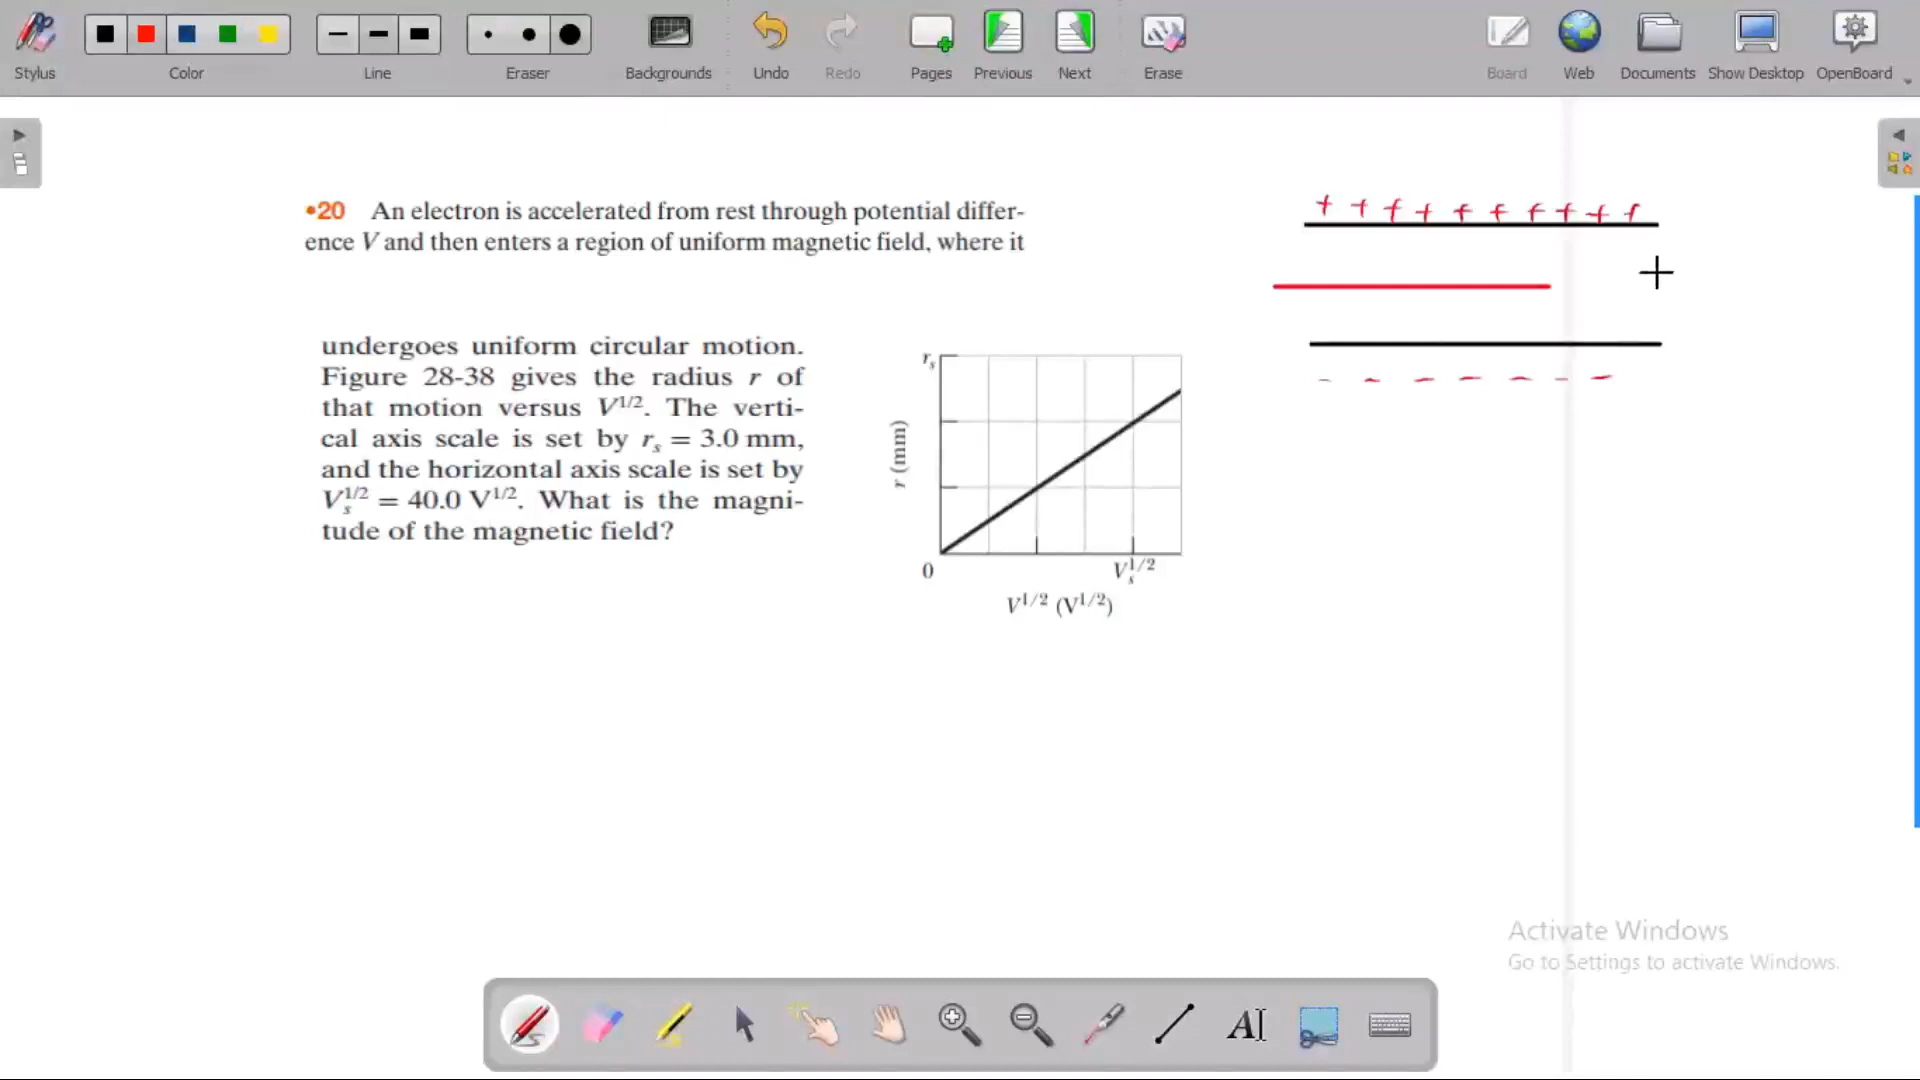 Stylus
Color
Line
Eraser
Backgrounds
Undo
Redo
Pages
Previous
Next
Erase
Board
Web
Documents
Show Desktop
OpenBoard
•20 An electron is accelerated from rest through potential differ-
ence V and then enters a region of uniform magnetic field, where it
undergoes uniform circular motion.
Figure 28-38 gives the radius r of
that motion versus V^1/2. The verti-
cal axis scale is set by r_s = 3.0 mm,
and the horizontal axis scale is set by
V_s^1/2 = 40.0 V^1/2. What is the magni-
tude of the magnetic field?
r_s
r (mm)
0
V_s^1/2
V^1/2 (V^1/2)
+ + + + + + + + + +
- - - - - - -
Activate Windows
Go to Settings to activate Windows.
AI